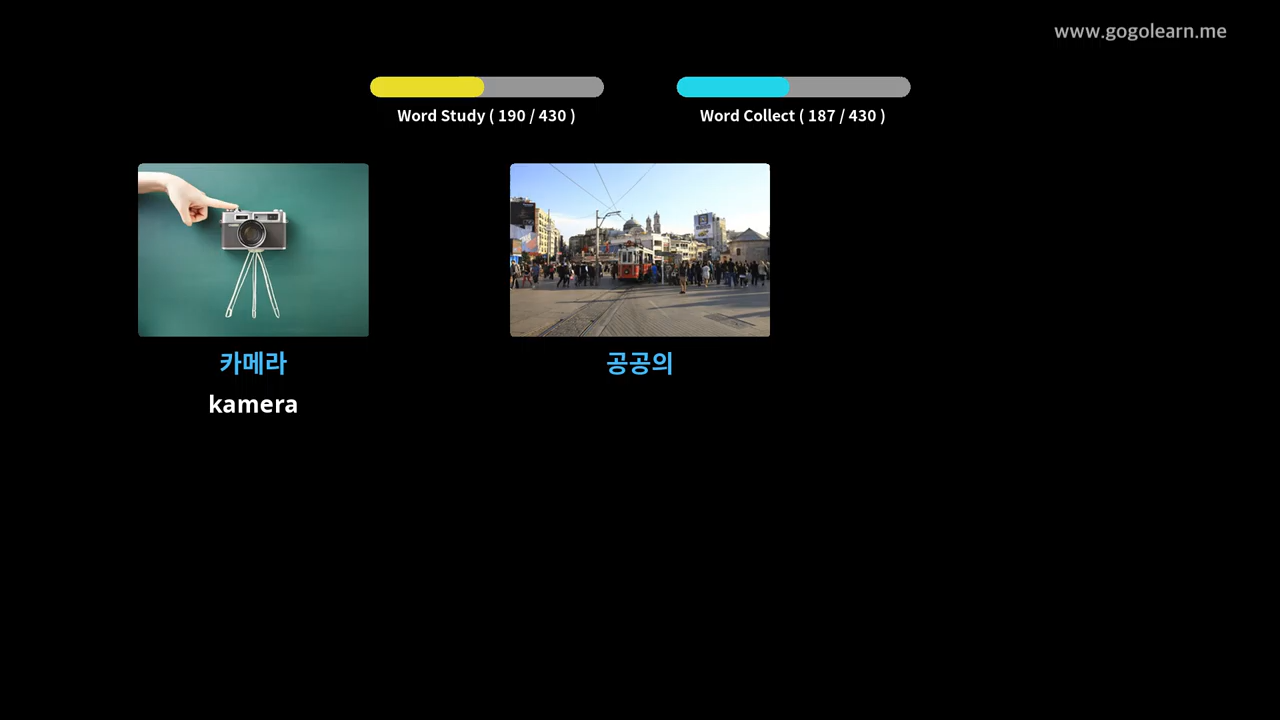 www.gogolearn.me
Word Study ( 190 / 430 )
Word Collect ( 187 / 430 )
카메라
kamera
공공의